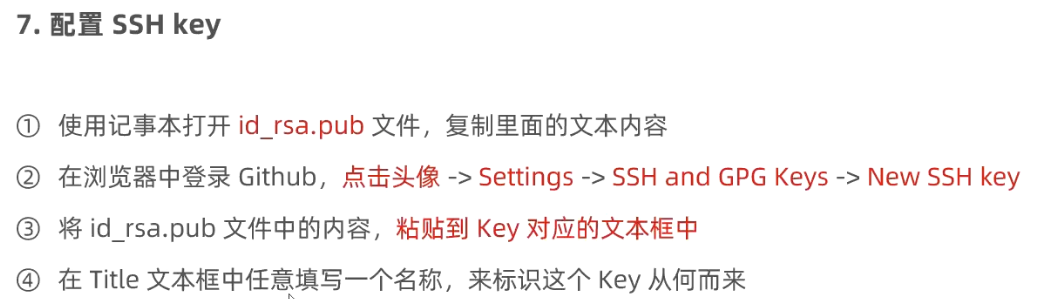 7. 配置 SSH key
① 使用记事本打开 id_rsa.pub 文件，复制里面的文本内容
② 在浏览器中登录 Github，点击头像 -> Settings -> SSH and GPG Keys -> New SSH key
③ 将 id_rsa.pub 文件中的内容，粘贴到 Key 对应的文本框中
④ 在 Title 文本框中任意填写一个名称，来标识这个 Key 从何而来